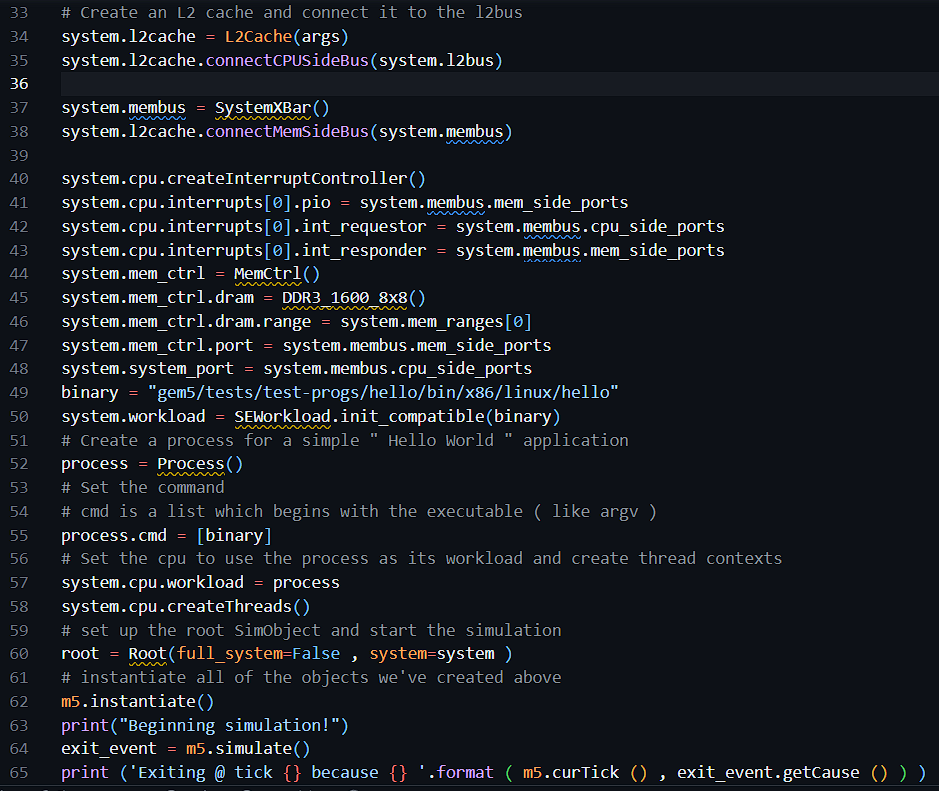 33 # Create an L2 cache and connect it to the l2bus
34 system.l2cache = L2Cache(args)
35 system.l2cache.connectCPUSideBus(system.l2bus)
36
37 system.membus = SystemXBar()
38 system.l2cache.connectMemSideBus(system.membus)
39
40 system.cpu.createInterruptController()
41 system.cpu.interrupts[0].pio = system.membus.mem_side_ports
42 system.cpu.interrupts[0].int_requestor = system.membus.cpu_side_ports
43 system.cpu.interrupts[0].int_responder = system.membus.mem_side_ports
44 system.mem_ctrl = MemCtrl()
45 system.mem_ctrl.dram = DDR3_1600_8x8()
46 system.mem_ctrl.dram.range = system.mem_ranges[0]
47 system.mem_ctrl.port = system.membus.mem_side_ports
48 system.system_port = system.membus.cpu_side_ports
49 binary = "gem5/tests/test-progs/hello/bin/x86/linux/hello"
50 system.workload = SEWorkload.init_compatible(binary)
51 # Create a process for a simple " Hello World " application
52 process = Process()
53 # Set the command
54 # cmd is a list which begins with the executable ( like argv )
55 process.cmd = [binary]
56 # Set the cpu to use the process as its workload and create thread contexts
57 system.cpu.workload = process
58 system.cpu.createThreads()
59 # set up the root SimObject and start the simulation
60 root = Root(full_system=False , system=system )
61 # instantiate all of the objects we've created above
62 m5.instantiate()
63 print("Beginning simulation!")
64 exit_event = m5.simulate()
65 print ('Exiting @ tick {} because {} '.format ( m5.curTick () , exit_event.getCause () ) )